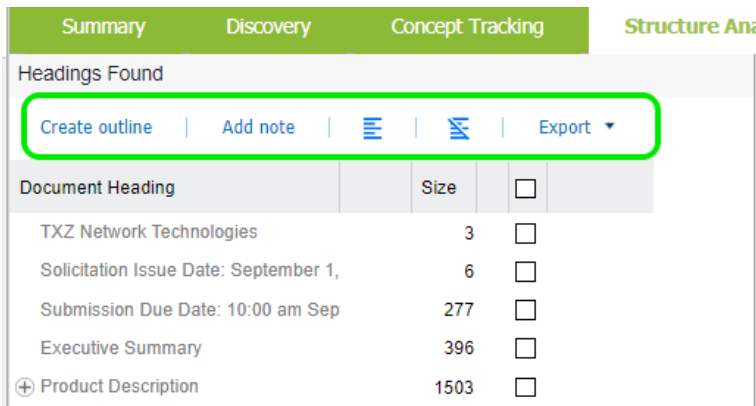 Summary Discovery Concept Tracking Structure Ana
Headings Found
Create outline | Add note | | | Export
Document Heading Size
TXZ Network Technologies 3
Solicitation Issue Date: September 1, 6
Submission Due Date: 10:00 am Sep 277
Executive Summary 396
Product Description 1503